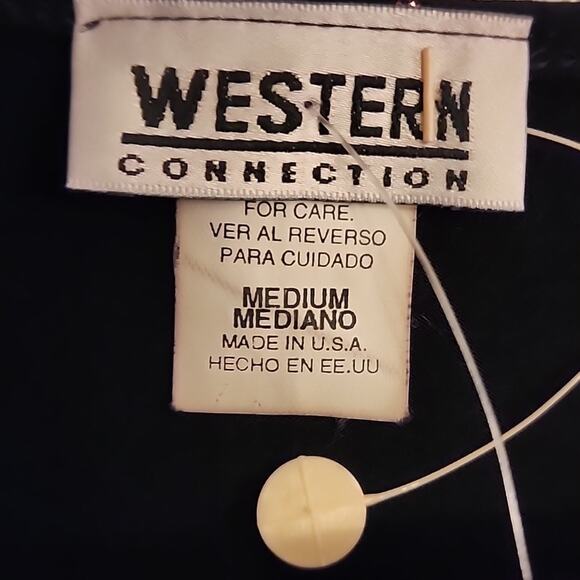 WESTERN
CONNECTION
FOR CARE.
VER AL REVERSO
PARA CUIDADO
MEDIUM
MEDIANO
MADE IN U.S.A.
HECHO EN EE.UU